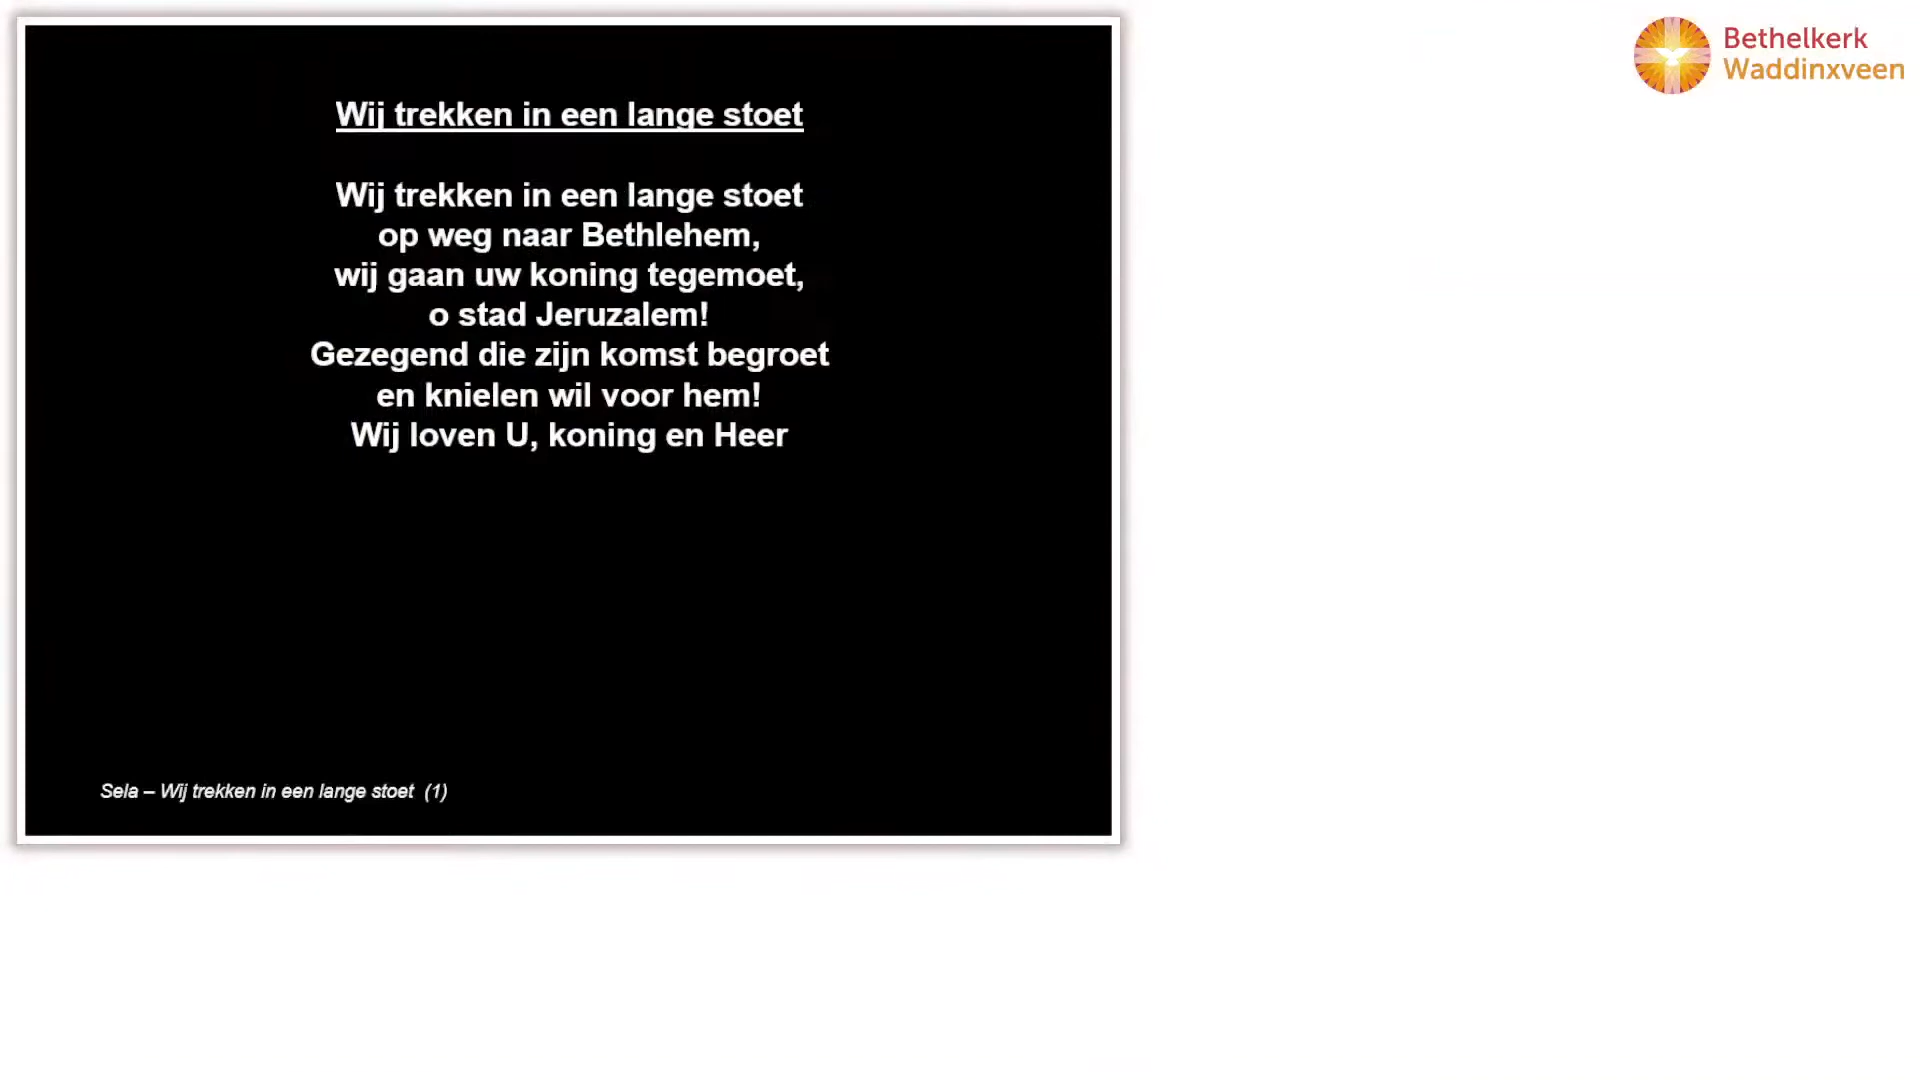 Wij trekken in een lange stoet
Wij trekken in een lange stoet
op weg naar Bethlehem,
wij gaan uw koning tegemoet,
o stad Jeruzalem!
Gezegend die zijn komst begroet
en knielen wil voor hem!
Wij loven U, koning en Heer
Sela – Wij trekken in een lange stoet (1)
Bethelkerk
Waddinxveen